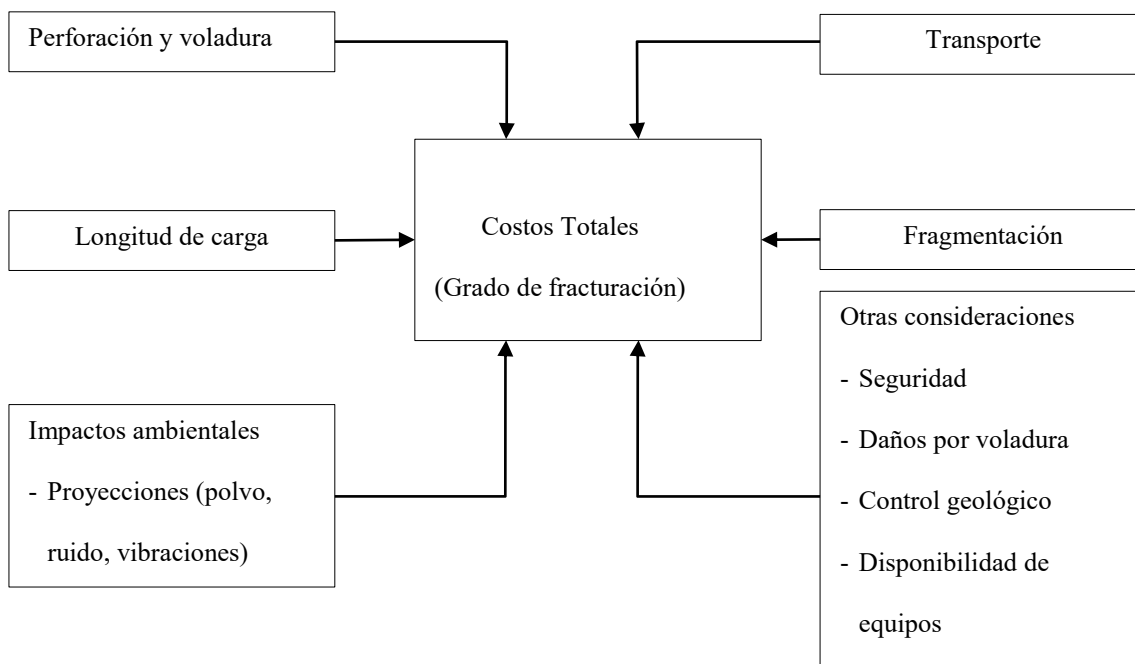 Perforación y voladura
Transporte
Costos Totales
(Grado de fracturación)
Longitud de carga
Fragmentación
Impactos ambientales
- Proyecciones (polvo,
ruido, vibraciones)
Otras consideraciones
- Seguridad
- Daños por voladura
- Control geológico
- Disponibilidad de
equipos